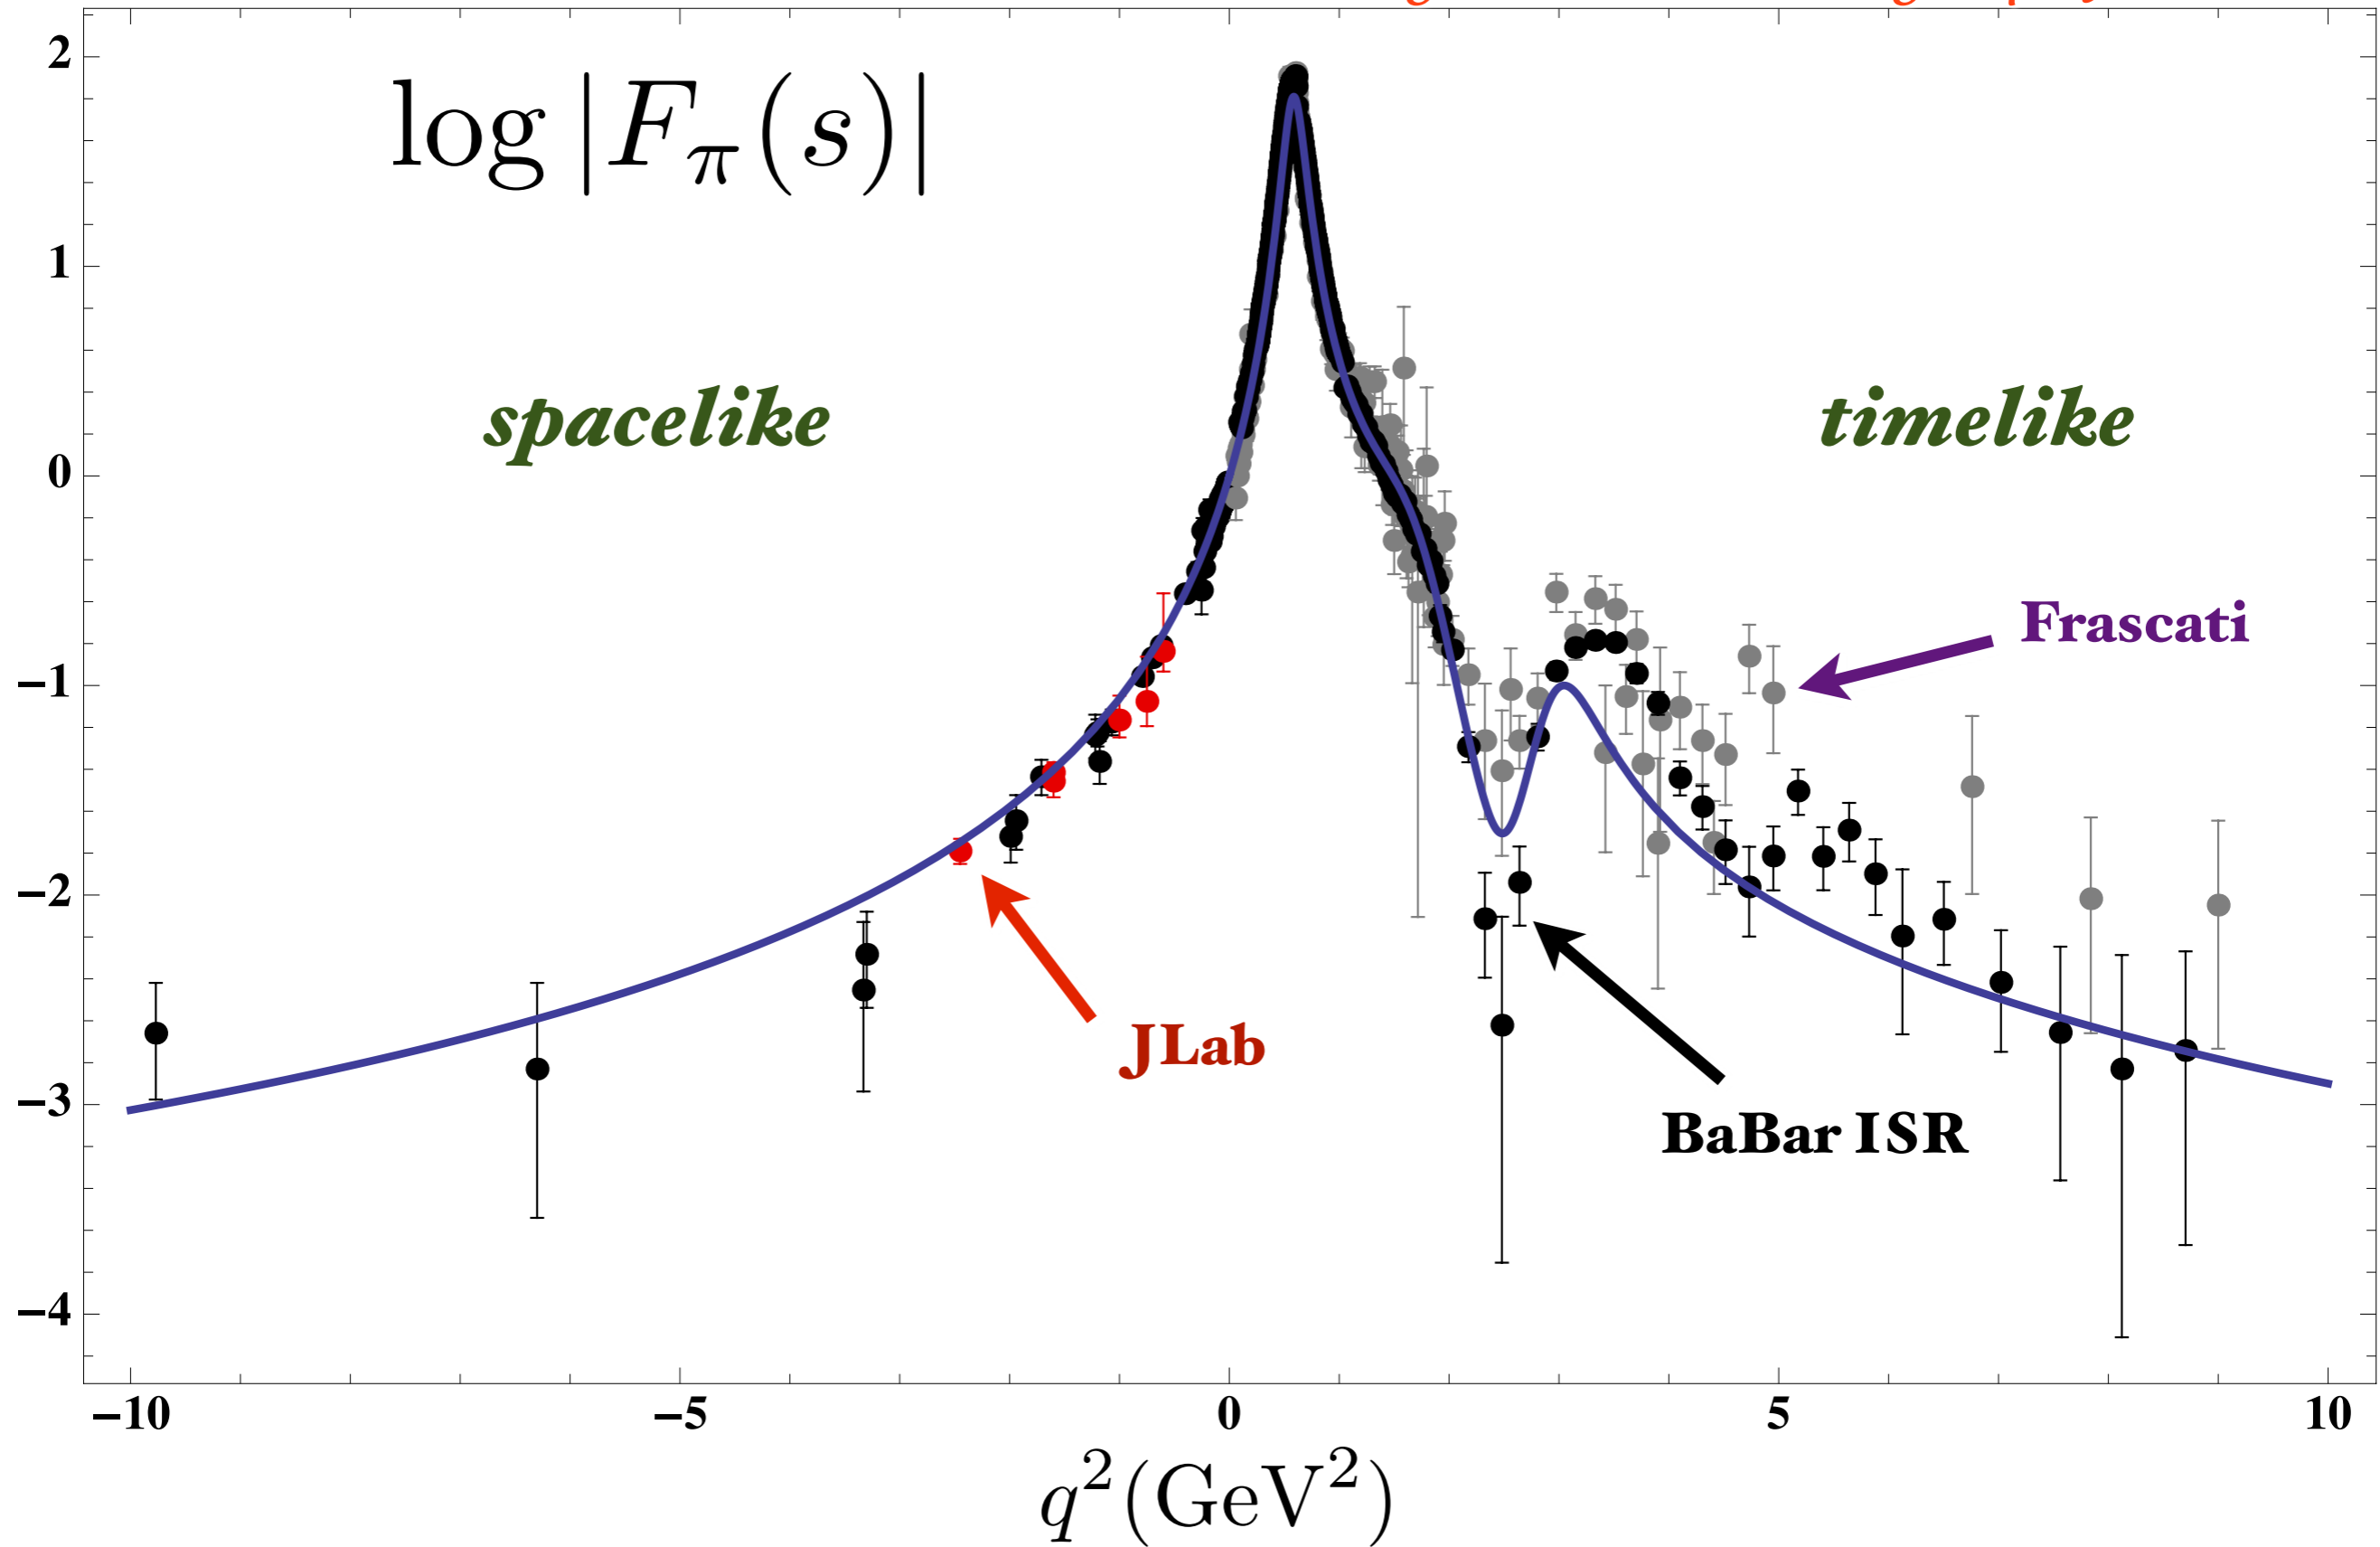 log |Fπ(s)|
2
1
0
−1
−2
−3
−4
spacelike
timelike
Frascati
JLab
BaBar ISR
−10 −5 0 5 10
q²(GeV²)